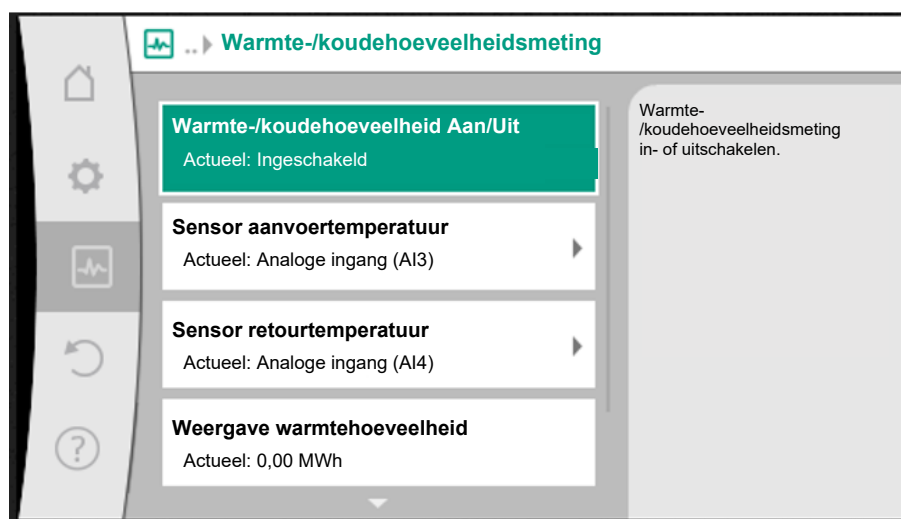 .. Warmte-/koudehoeveelheidsmeting
Warmte-/koudehoeveelheid Aan/Uit
Actueel: Ingeschakeld
Sensor aanvoertemperatuur
Actueel: Analoge ingang (AI3)
Sensor retourtemperatuur
Actueel: Analoge ingang (AI4)
Weergave warmtehoeveelheid
Actueel: 0,00 MWh
Warmte-
/koudehoeveelheidsmeting
in- of uitschakelen.
?